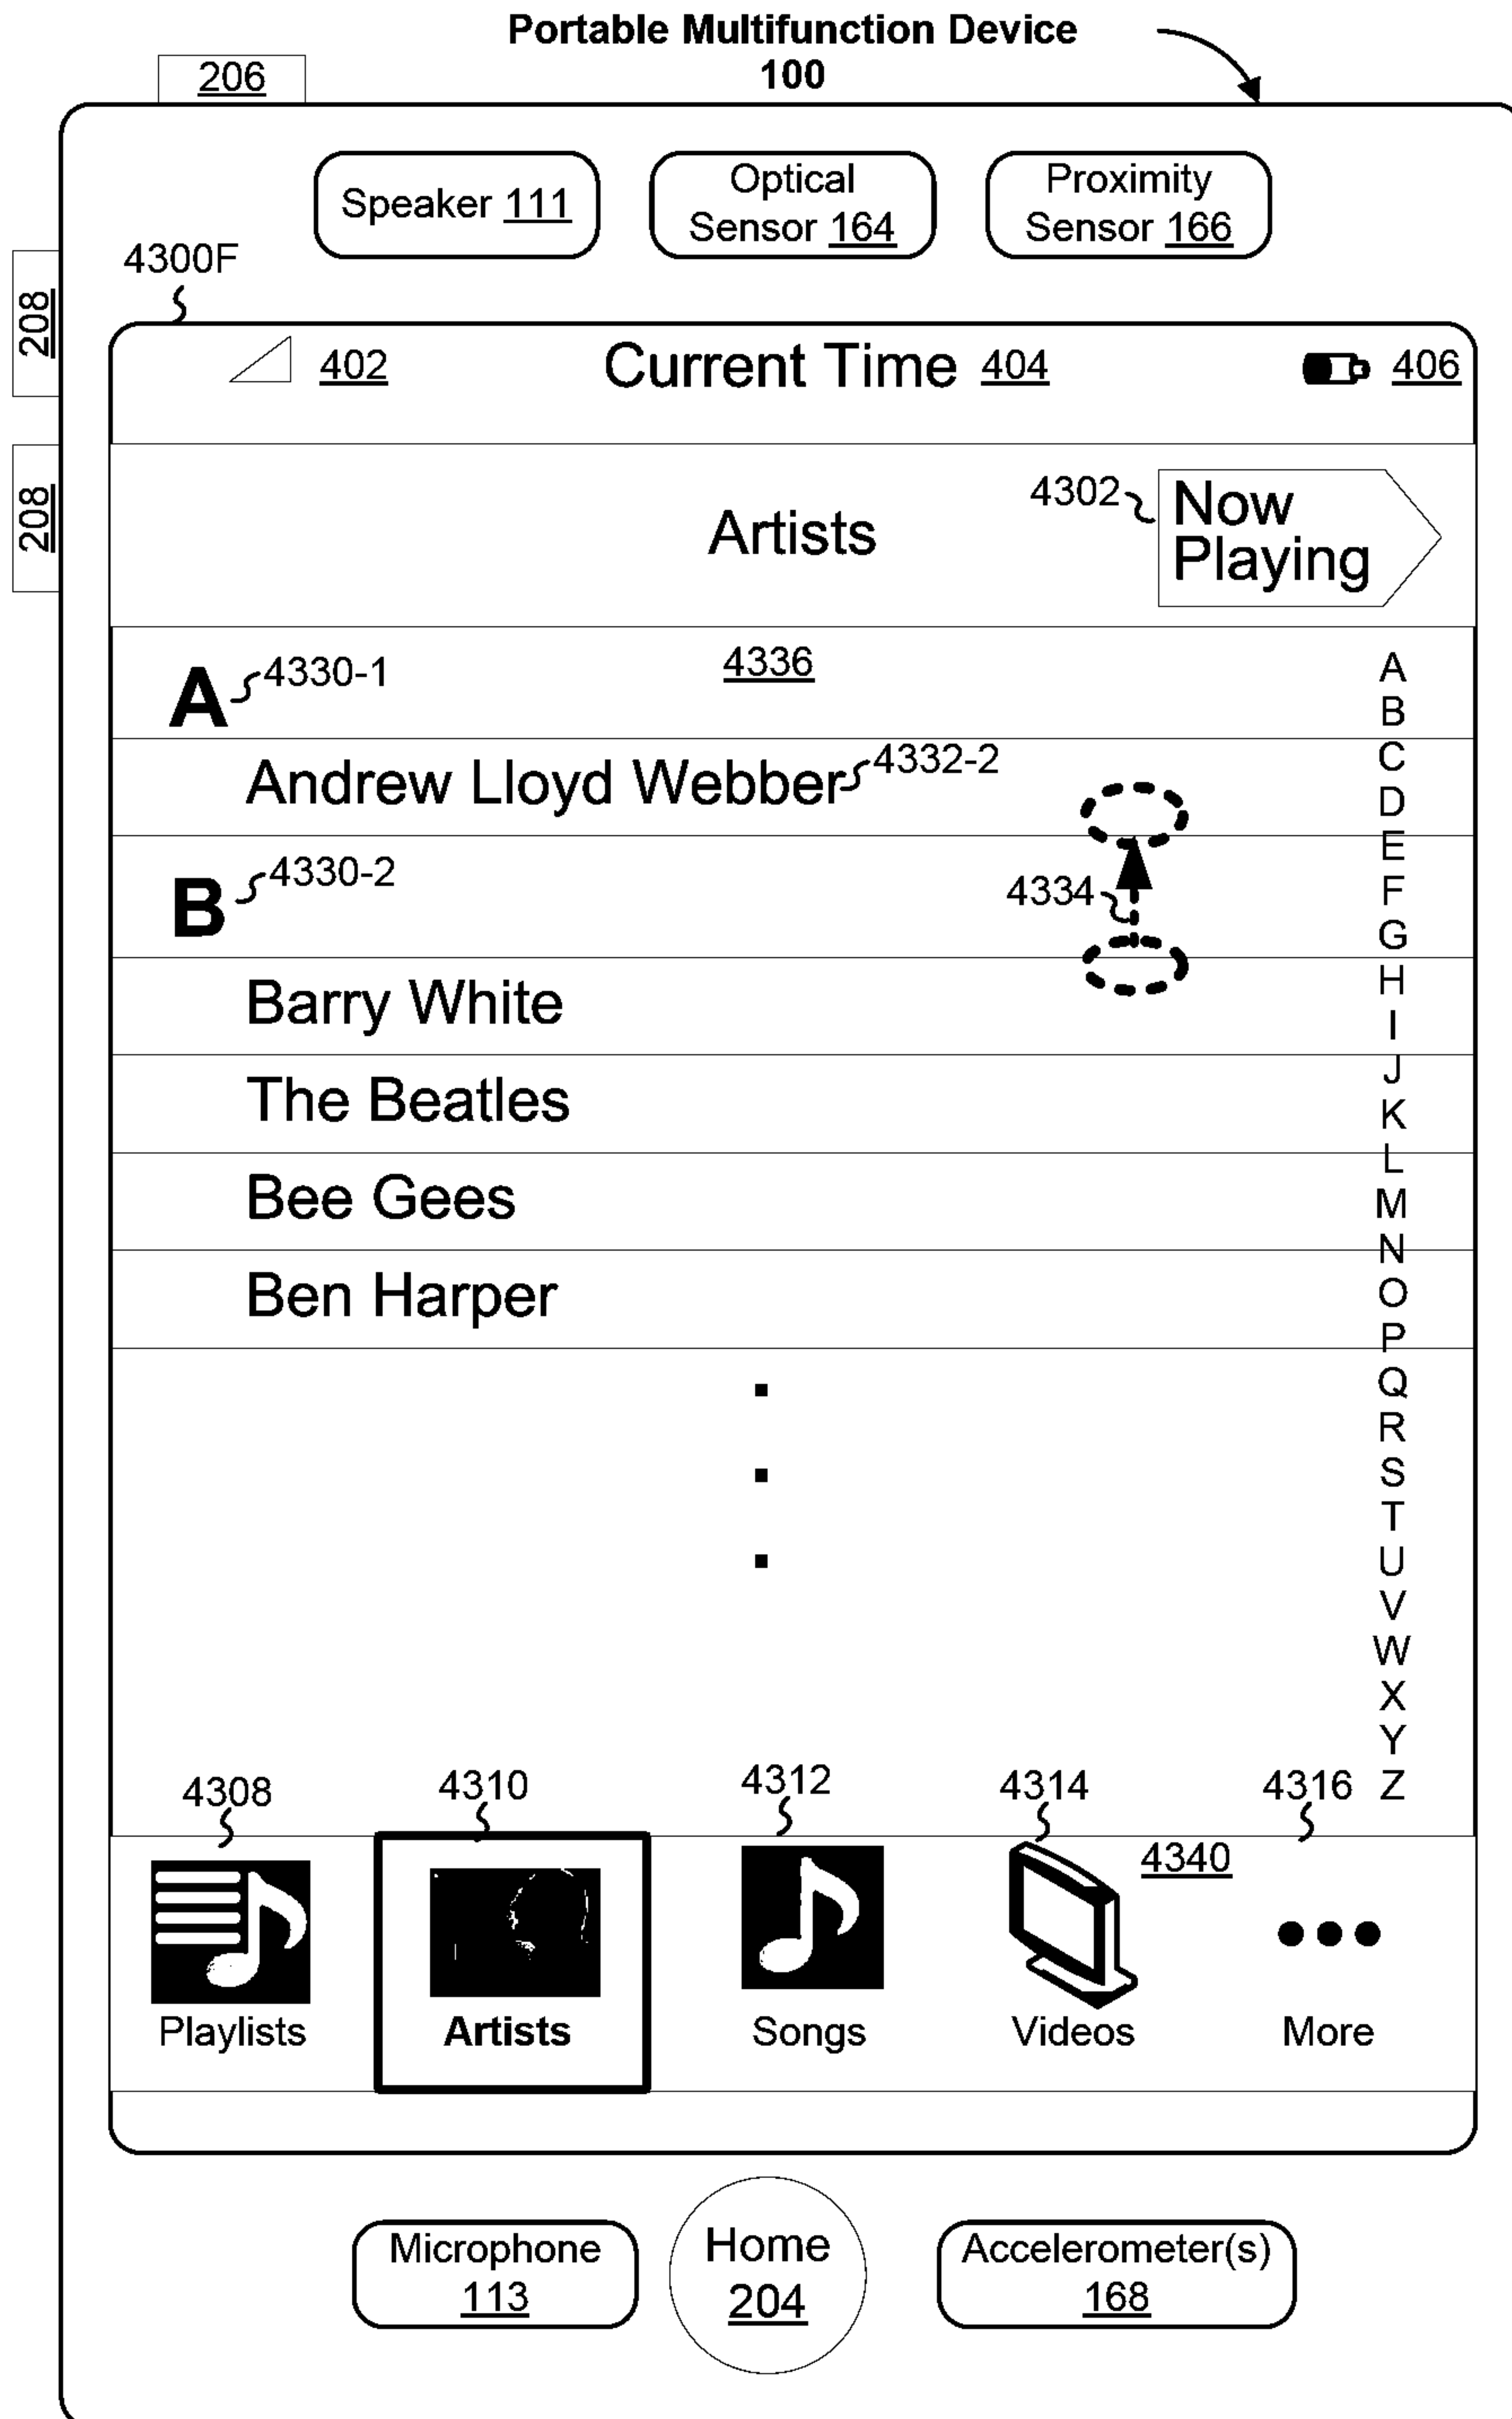 Portable Multifunction Device
100
206
Speaker 111
Optical
Sensor 164
Proximity
Sensor 166
208
4300F
402
Current Time 404
406
208
Artists
4302
Now
Playing
A
4330-1
4336
Andrew Lloyd Webber
4332-2
B
4330-2
4334
Barry White
The Beatles
Bee Gees
Ben Harper
A
B
C
D
E
F
G
H
I
J
K
L
M
N
O
P
Q
R
S
T
U
V
W
X
Y
Z
4308
4310
4312
4314
4316
4340
Playlists
Artists
Songs
Videos
More
Microphone
113
Home
204
Accelerometer(s)
168